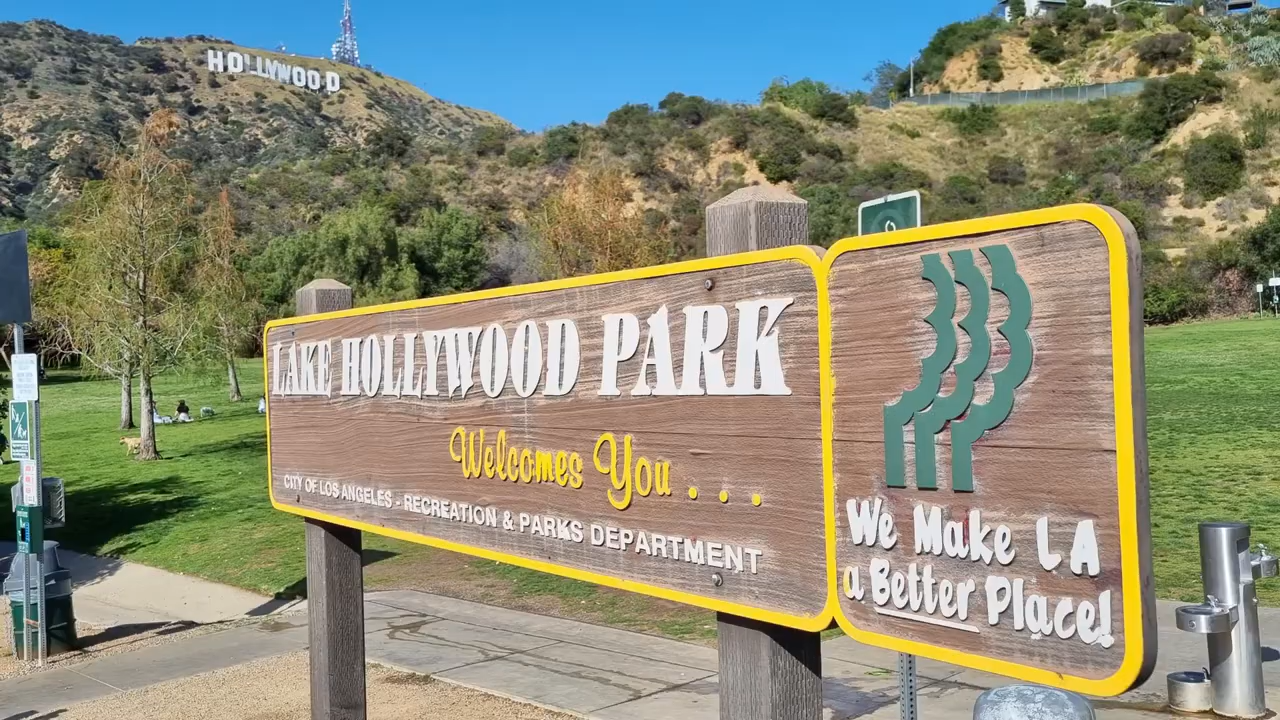 HOLLYWOOD
LAKE HOLLYWOOD PARK
Welcomes You . . .
CITY OF LOS ANGELES - RECREATION & PARKS DEPARTMENT
We Make LA
a Better Place!